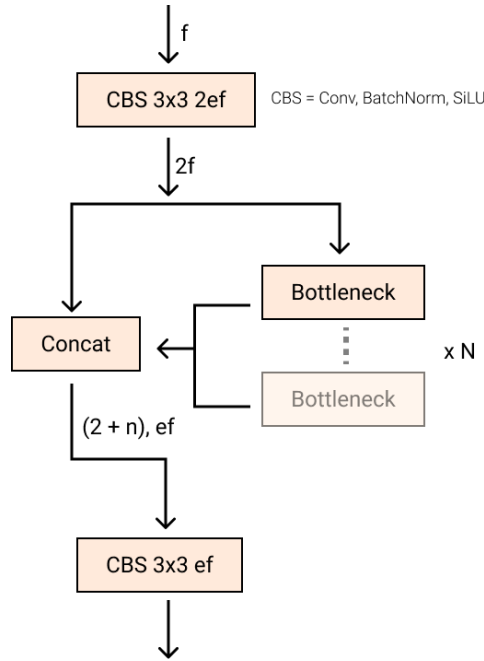 f
CBS 3x3 2ef
CBS = Conv, BatchNorm, SiLU
2f
Bottleneck
Concat
x N
Bottleneck
(2 + n), ef
CBS 3x3 ef